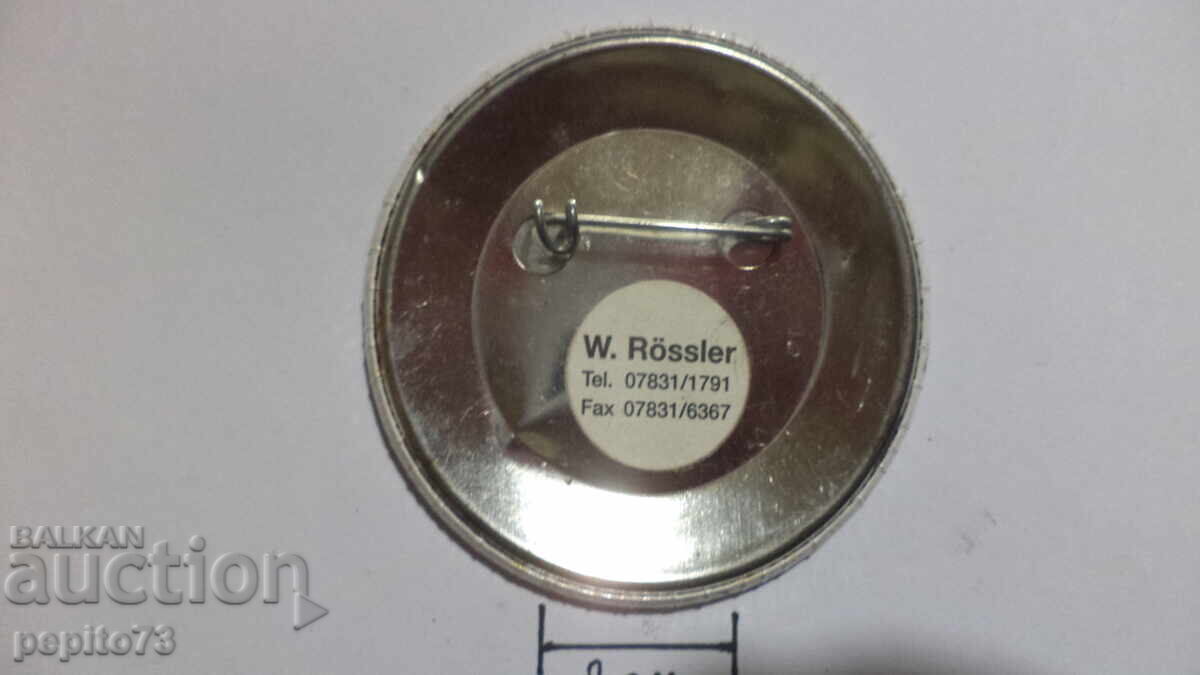 W. Rössler
Tel. 07831/1791
Fax 07831/6367
BALKAN
auction
pepito73